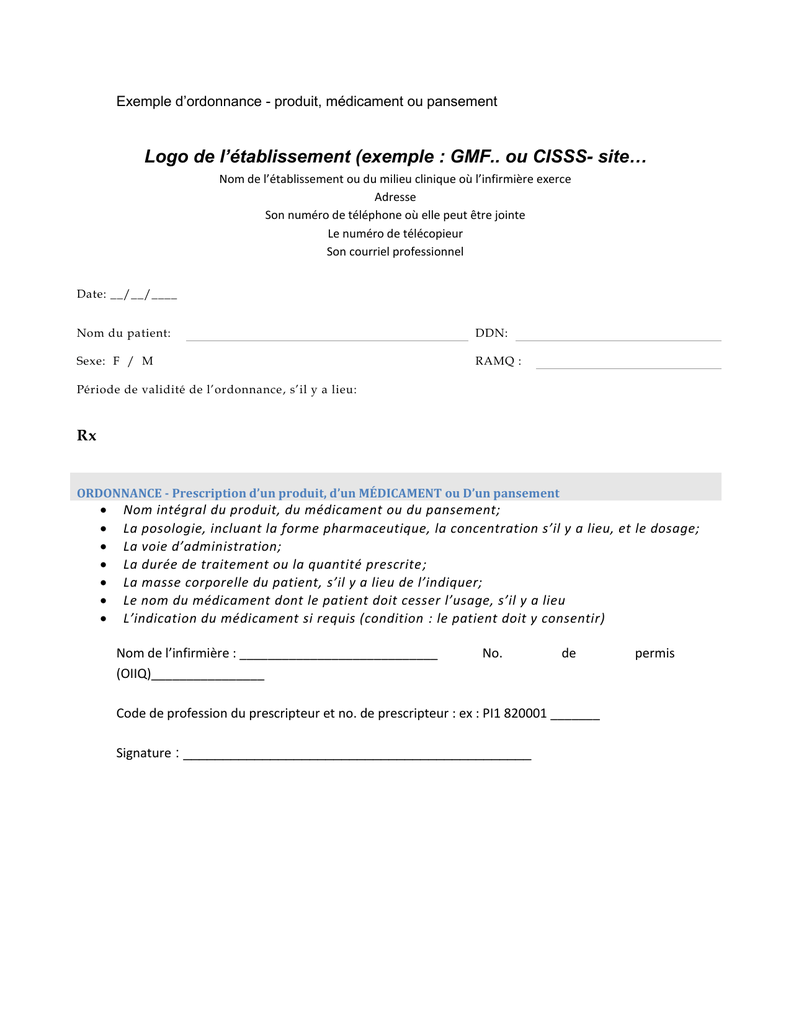 Exemple d’ordonnance - produit, médicament ou pansement
Logo de l’établissement (exemple : GMF.. ou CISSS- site…
Nom de l’établissement ou du milieu clinique où l’infirmière exerce
Adresse
Son numéro de téléphone où elle peut être jointe
Le numéro de télécopieur
Son courriel professionnel
Date: __/__/____
Nom du patient: DDN:
Sexe: F / M RAMQ :
Période de validité de l’ordonnance, s’il y a lieu:
Rx
ORDONNANCE - Prescription d’un produit, d’un MÉDICAMENT ou D’un pansement
• Nom intégral du produit, du médicament ou du pansement;
• La posologie, incluant la forme pharmaceutique, la concentration s’il y a lieu, et le dosage;
• La voie d’administration;
• La durée de traitement ou la quantité prescrite;
• La masse corporelle du patient, s’il y a lieu de l’indiquer;
• Le nom du médicament dont le patient doit cesser l’usage, s’il y a lieu
• L’indication du médicament si requis (condition : le patient doit y consentir)
Nom de l’infirmière : ____________________________ No. de permis
(OIIQ)________________
Code de profession du prescripteur et no. de prescripteur : ex : PI1 820001 _______
Signature : __________________________________________________